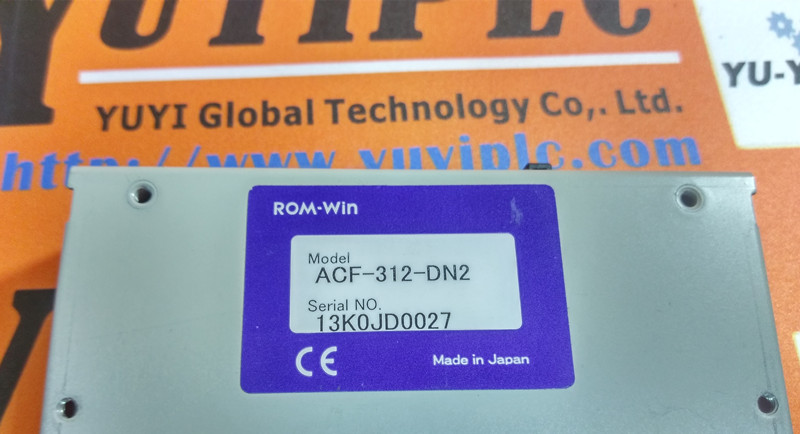 YUYIPLC
YU-Y
YUYI Global Technology Co,. Ltd.
http://www.yuyiplc.com
ROM-Win
Model
ACF-312-DN2
Serial NO.
13K0JD0027
CE
Made in Japan